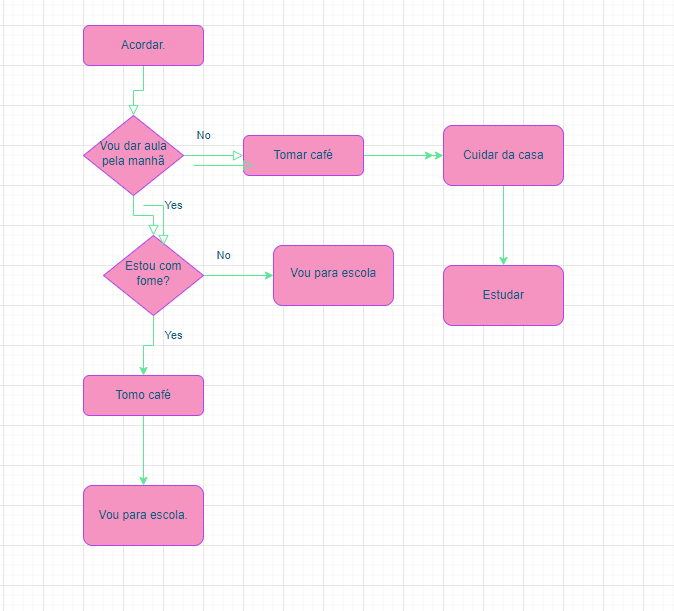 Acordar.
Vou dar aula
pela manhã
No
Tomar café
Cuidar da casa
Yes
Estou com
fome?
No
Vou para escola
Estudar
Yes
Tomo café
Vou para escola.